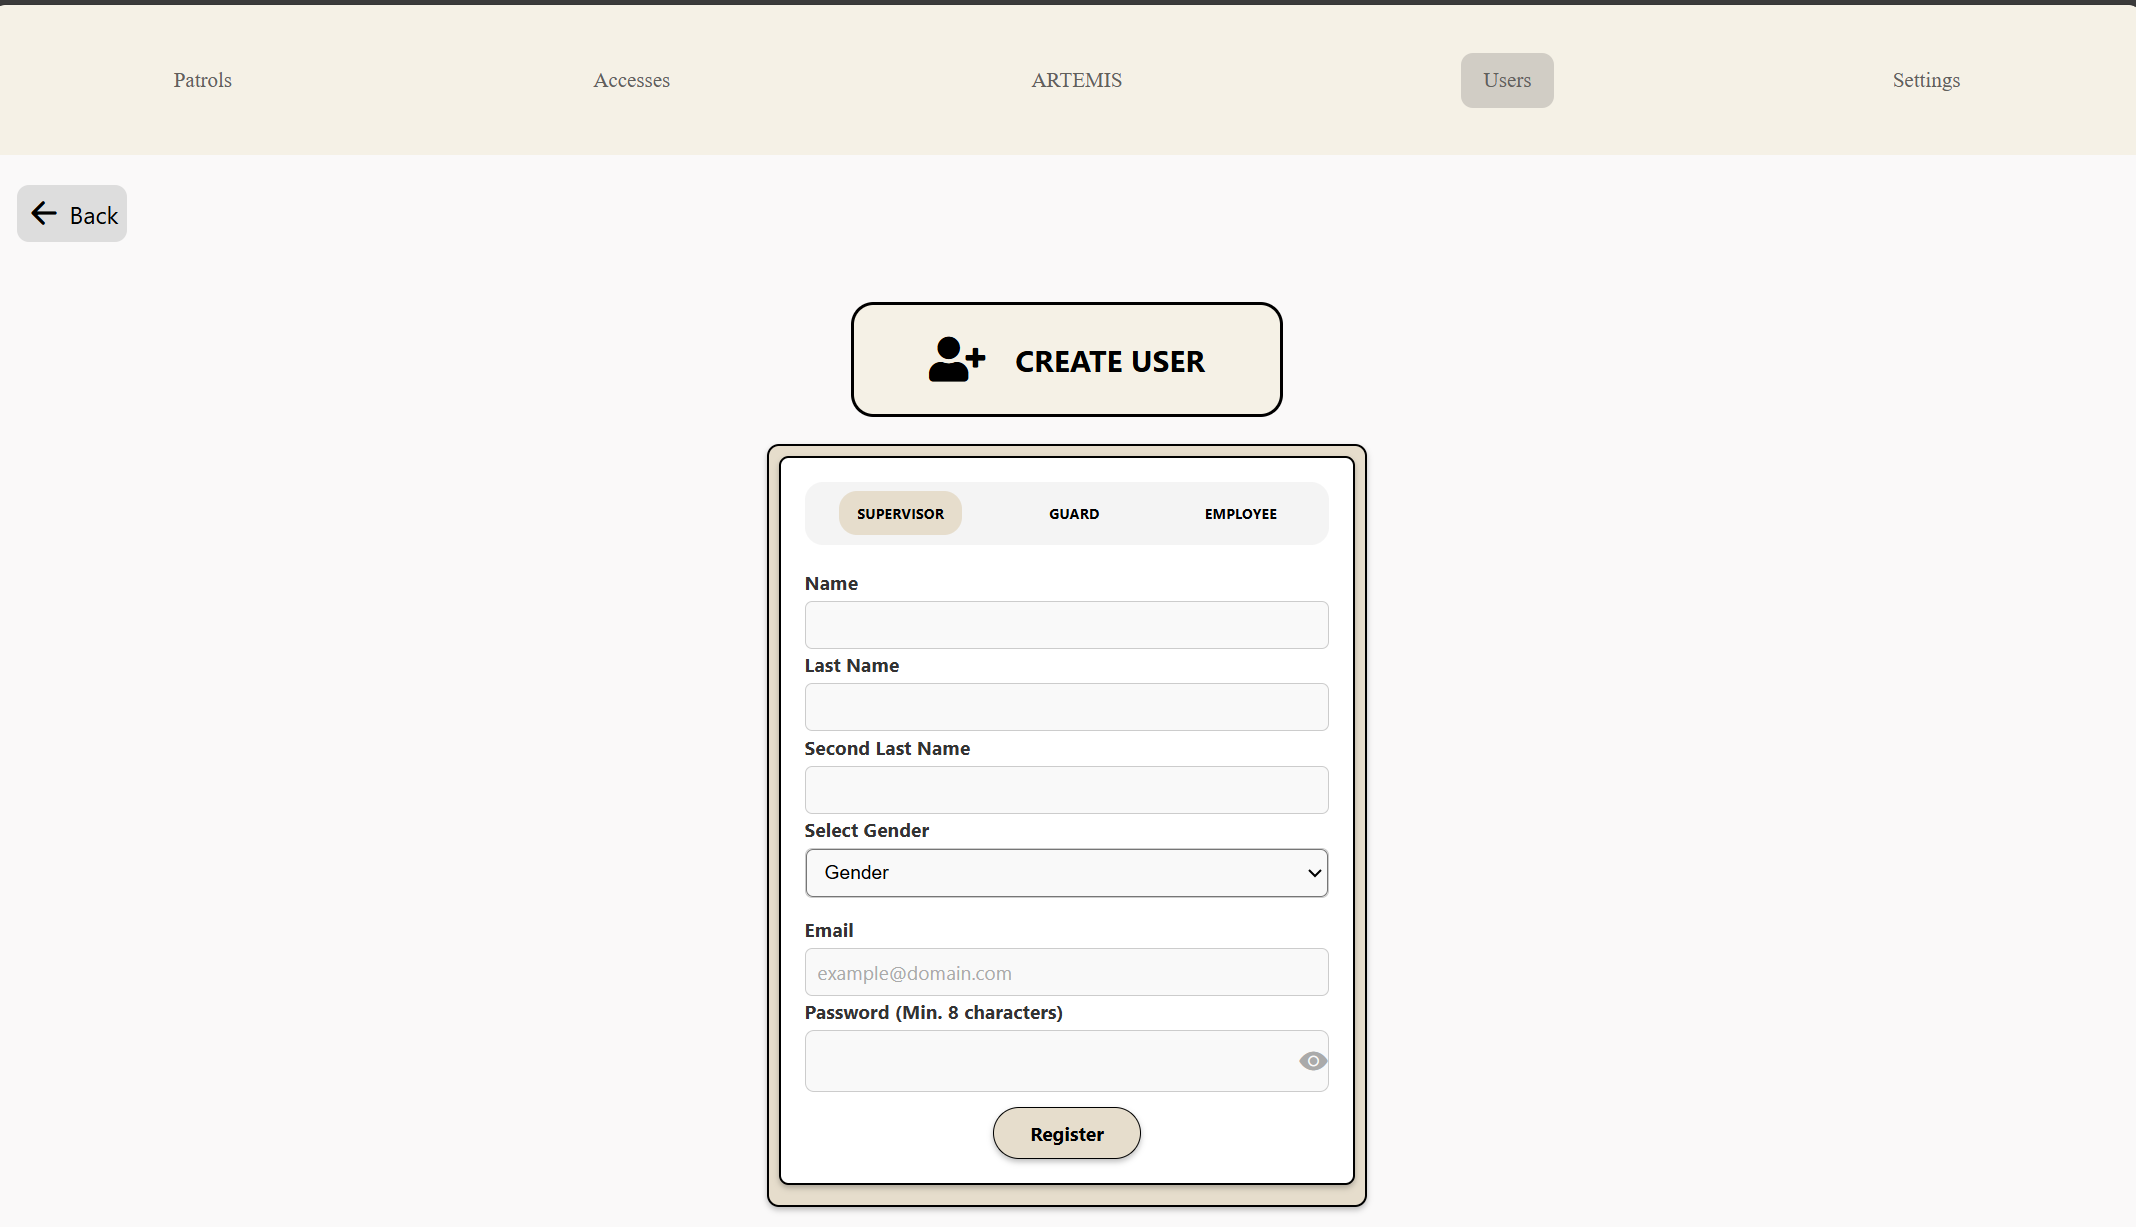 Patrols Accesses ARTEMIS Users Settings
Back
CREATE USER
SUPERVISOR GUARD EMPLOYEE
Name
Last Name
Second Last Name
Select Gender
Gender
Email
example@domain.com
Password (Min. 8 characters)
Register